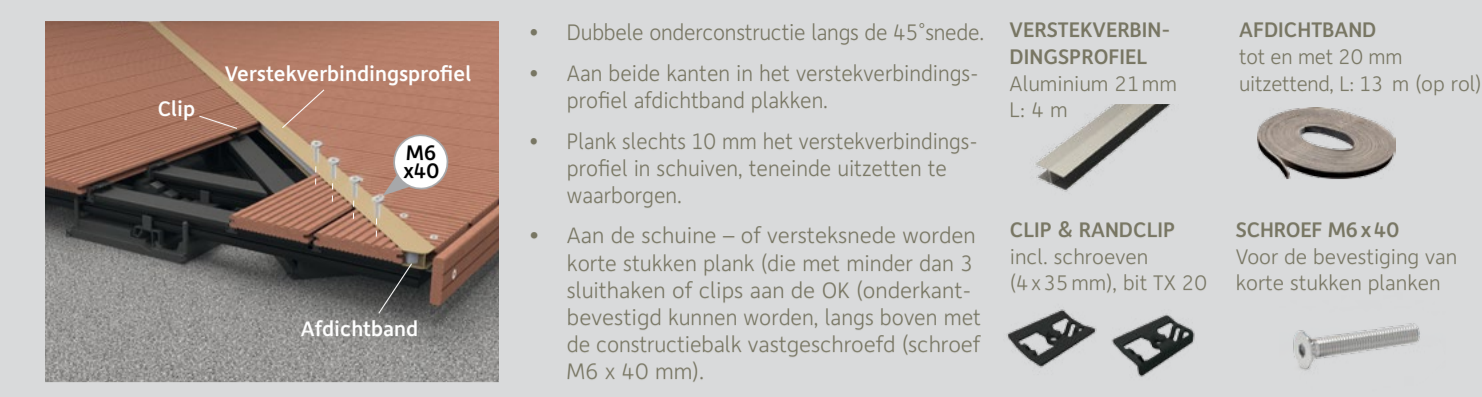 Verstekverbindingsprofiel
Clip
M6
x40
Afdichtband
• Dubbele onderconstructie langs de 45°snede.
• Aan beide kanten in het verstekverbindings-
profiel afdichtband plakken.
• Plank slechts 10 mm het verstekverbindings-
profiel in schuiven, teneinde uitzetten te
waarborgen.
• Aan de schuine – of versteksnede worden
korte stukken plank (die met minder dan 3
sluithaken of clips aan de OK (onderkant-
bevestigd kunnen worden, langs boven met
de constructiebalk vastgeschroefd (schroef
M6 x 40 mm).
VERSTEKVERBIN-
DINGSPROFIEL
Aluminium 21 mm
L: 4 m
AFDICHTBAND
tot en met 20 mm
uitzettend, L: 13 m (op rol)
CLIP & RANDCLIP
incl. schroeven
(4 x 35 mm), bit TX 20
SCHROEF M6 x 40
Voor de bevestiging van
korte stukken planken